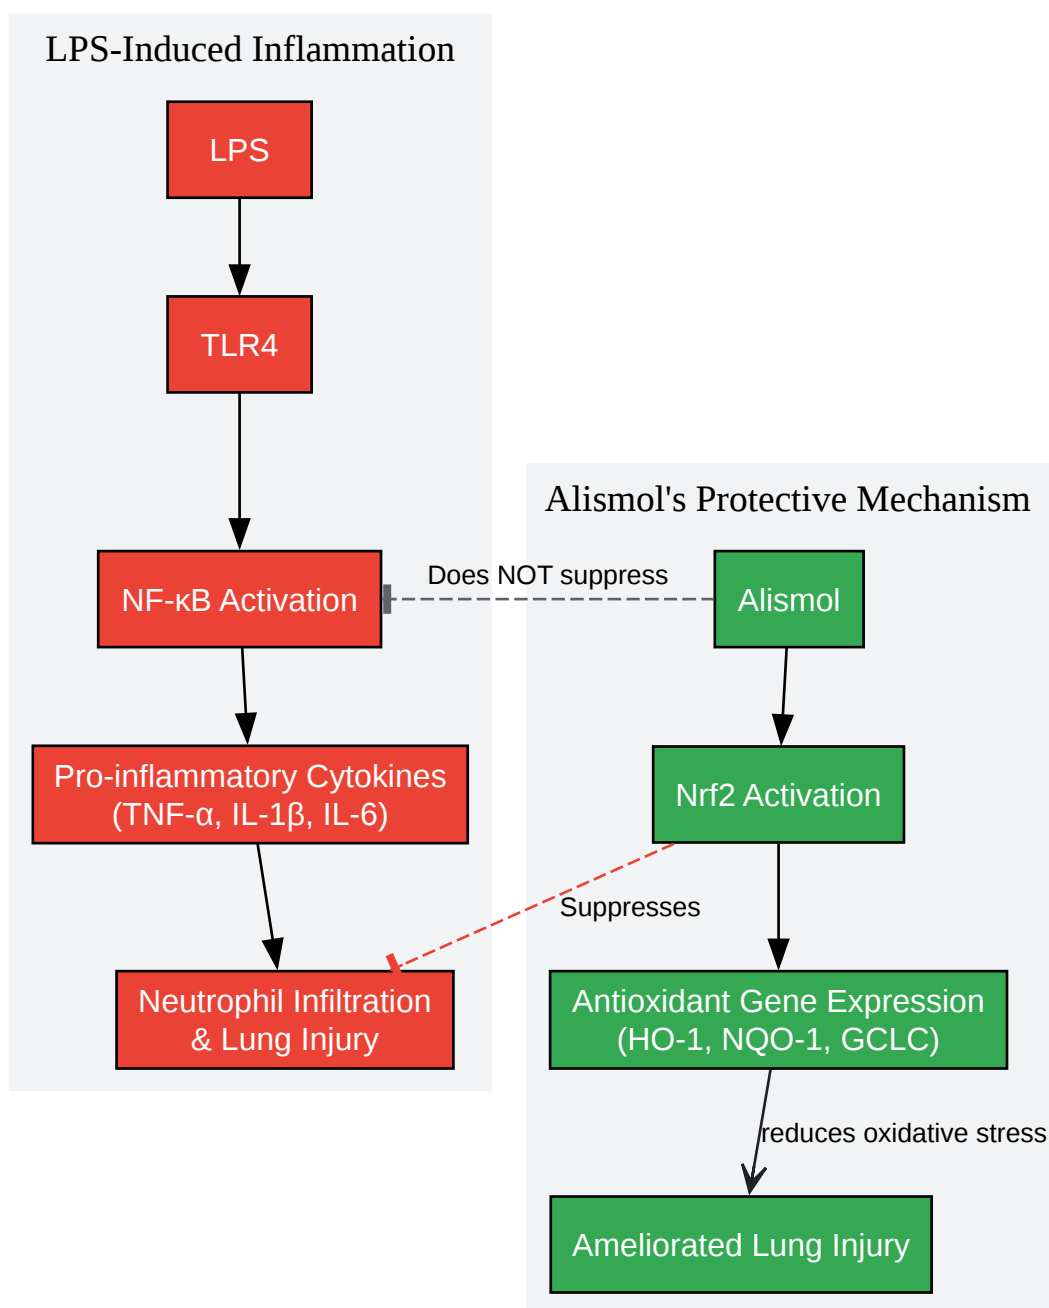 LPS-Induced Inflammation
LPS
TLR4
NF-κB Activation
Pro-inflammatory Cytokines
(TNF-α, IL-1β, IL-6)
Neutrophil Infiltration
& Lung Injury
Does NOT suppress
Suppresses
Alismol's Protective Mechanism
Alismol
Nrf2 Activation
Antioxidant Gene Expression
(HO-1, NQO-1, GCLC)
reduces oxidative stress
Ameliorated Lung Injury